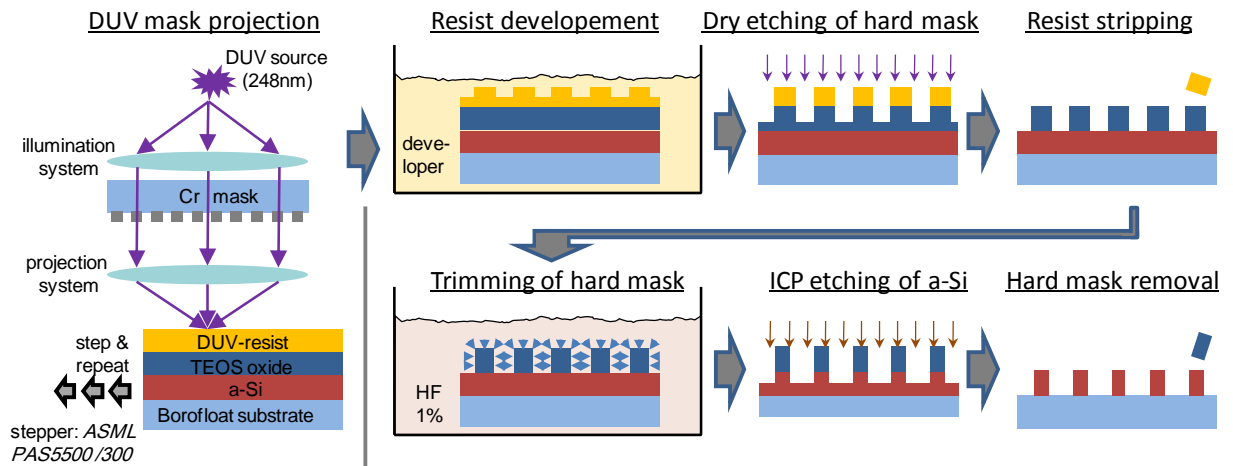 DUV mask projection
DUV source
(248nm)
illumination
system
Cr mask
projection
system
step &
repeat
DUV-resist
TEOS oxide
a-Si
Borofloat substrate
stepper: ASML
PAS5500/300
Resist developement
deve-
loper
Dry etching of hard mask
Resist stripping
Trimming of hard mask
HF
1%
ICP etching of a-Si
Hard mask removal